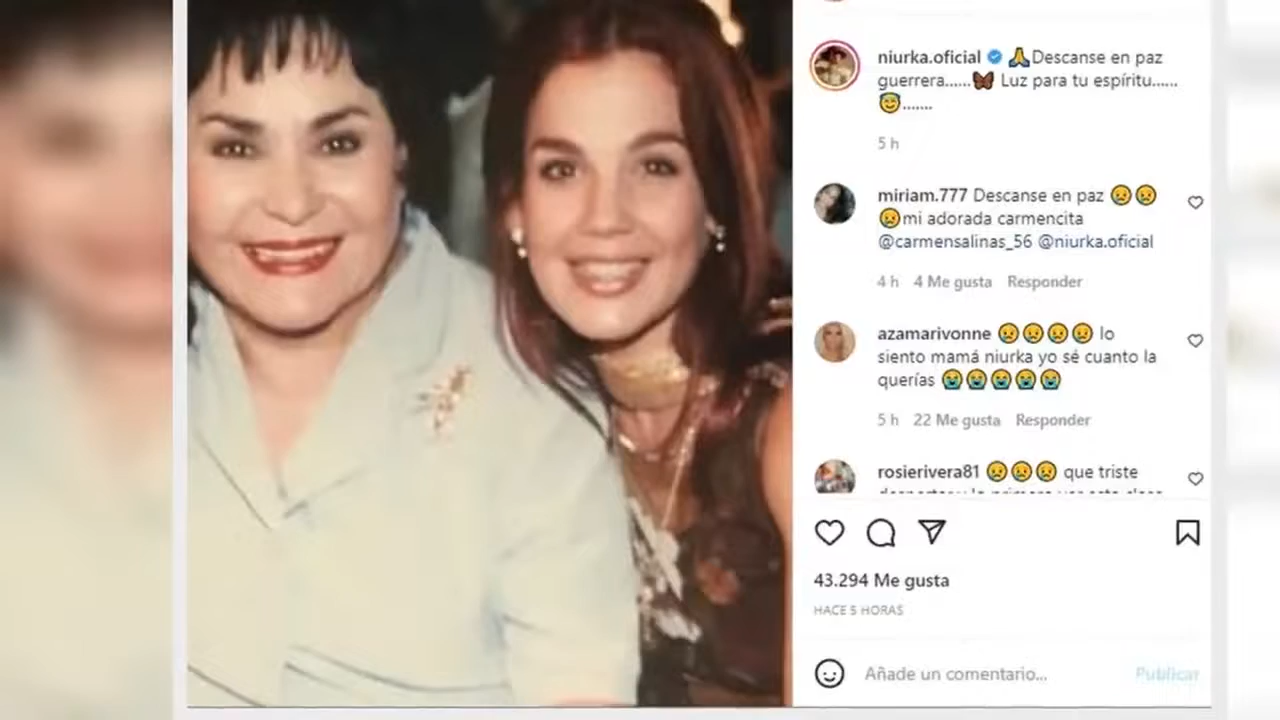 niurka.oficial 🙏Descanse en paz
guerrera......🦋 Luz para tu espíritu......
😇.......
5 h
miriam.777 Descanse en paz 😢😢
😢mi adorada carmencita
@carmensalinas_56 @niurka.oficial
4 h 4 Me gusta Responder
azamarivonne 😢😢😢😢 lo
siento mamá niurka yo sé cuanto la
querías 😭😭😭😭😭
5 h 22 Me gusta Responder
rosierivera81 😢😢😢 que triste
43.294 Me gusta
HACE 5 HORAS
Añade un comentario...
Publicar